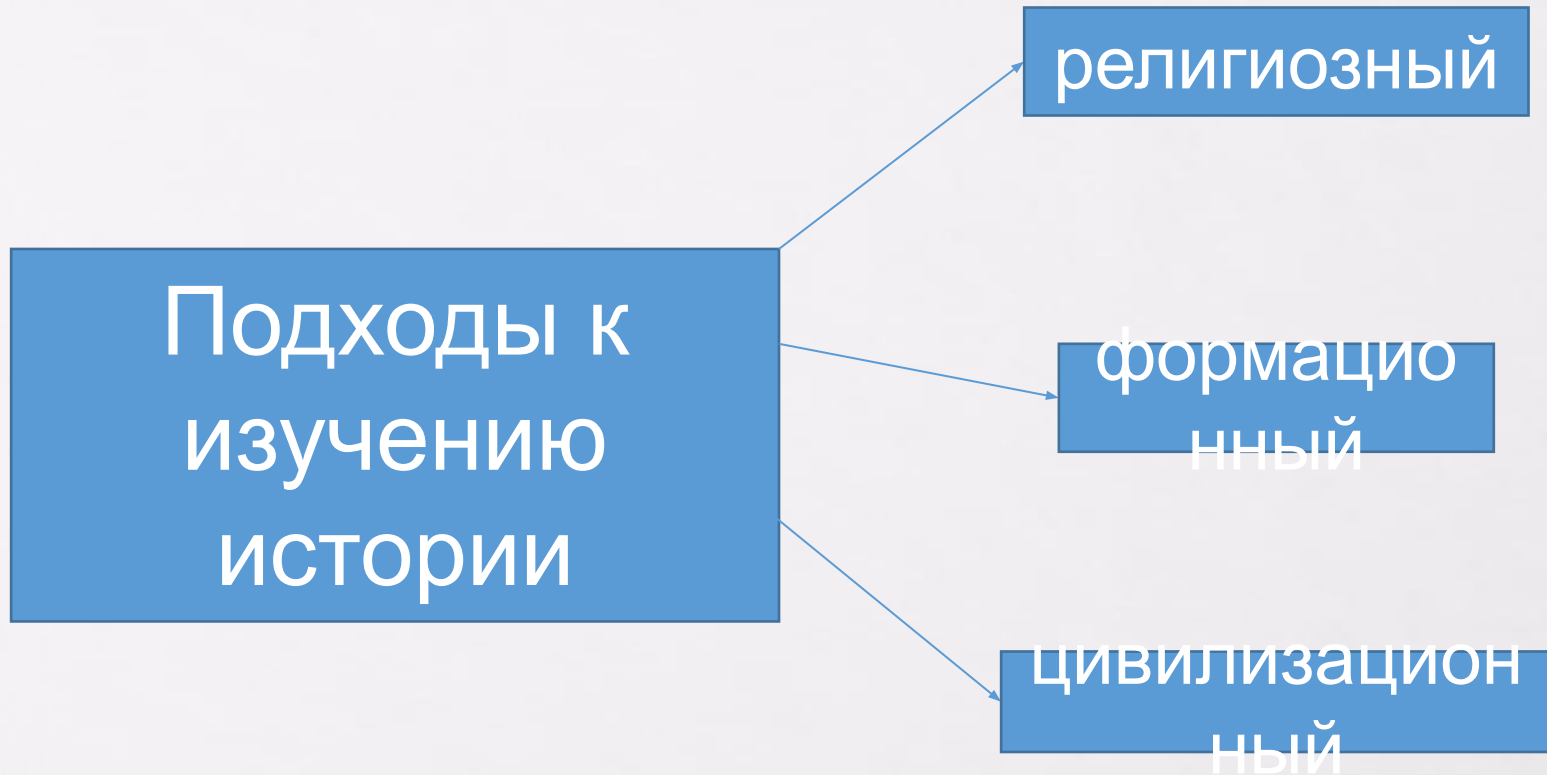 религиозный
Подходы к
изучению
истории
формацио
нный
цивилизацион
ный